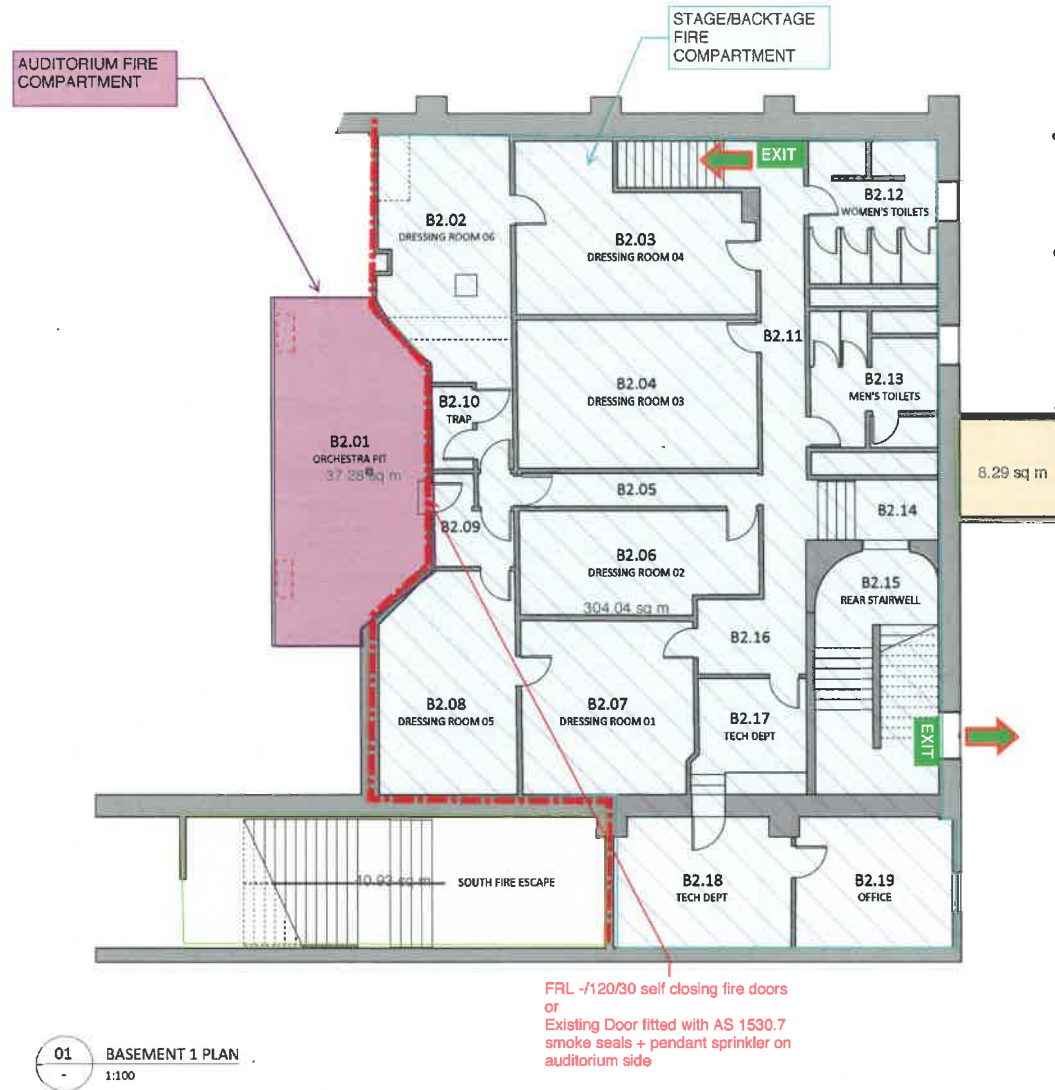 STAGE/BACKTAGE
FIRE
COMPARTMENT
AUDITORIUM FIRE
COMPARTMENT
EXIT
B2.12
WOMEN'S TOILETS
B2.02
DRESSING ROOM 06
B2.03
DRESSING ROOM 04
B2.11
B2.13
MEN'S TOILETS
B2.04
DRESSING ROOM 03
B2.10
TRAP
B2.01
ORCHESTRA PIT
37.28 sq m
8.29 sq m
B2.05
B2.14
B2.09
B2.06
DRESSING ROOM 02
304.04 sq m
B2.15
REAR STAIRWELL
B2.16
B2.08
DRESSING ROOM 05
B2.07
DRESSING ROOM 01
B2.17
TECH DEPT
EXIT
40.93 sq m
SOUTH FIRE ESCAPE
B2.18
TECH DEPT
B2.19
OFFICE
FRL -/120/30 self closing fire doors
or
Existing Door fitted with AS 1530.7
smoke seals + pendant sprinkler on
auditorium side
01
-
BASEMENT 1 PLAN
1:100